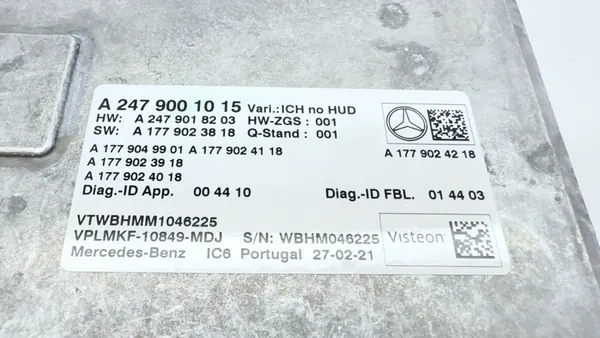 A 247 900 10 15 Vari.: ICH no HUD
HW: A 247 901 82 03 HW-ZGS : 001
SW: A 177 902 38 18 Q-Stand : 001
A 177 904 99 01 A 177 902 41 18
A 177 902 39 18
A 177 902 40 18
A 177 902 42 18
Diag.-ID App. 00 44 10 Diag.-ID FBL. 01 44 03
VTWBHMM1046225
VPLMKF-10849-MDJ S/N: WBHM046225
Visteon
Mercedes-Benz IC6 Portugal 27-02-21